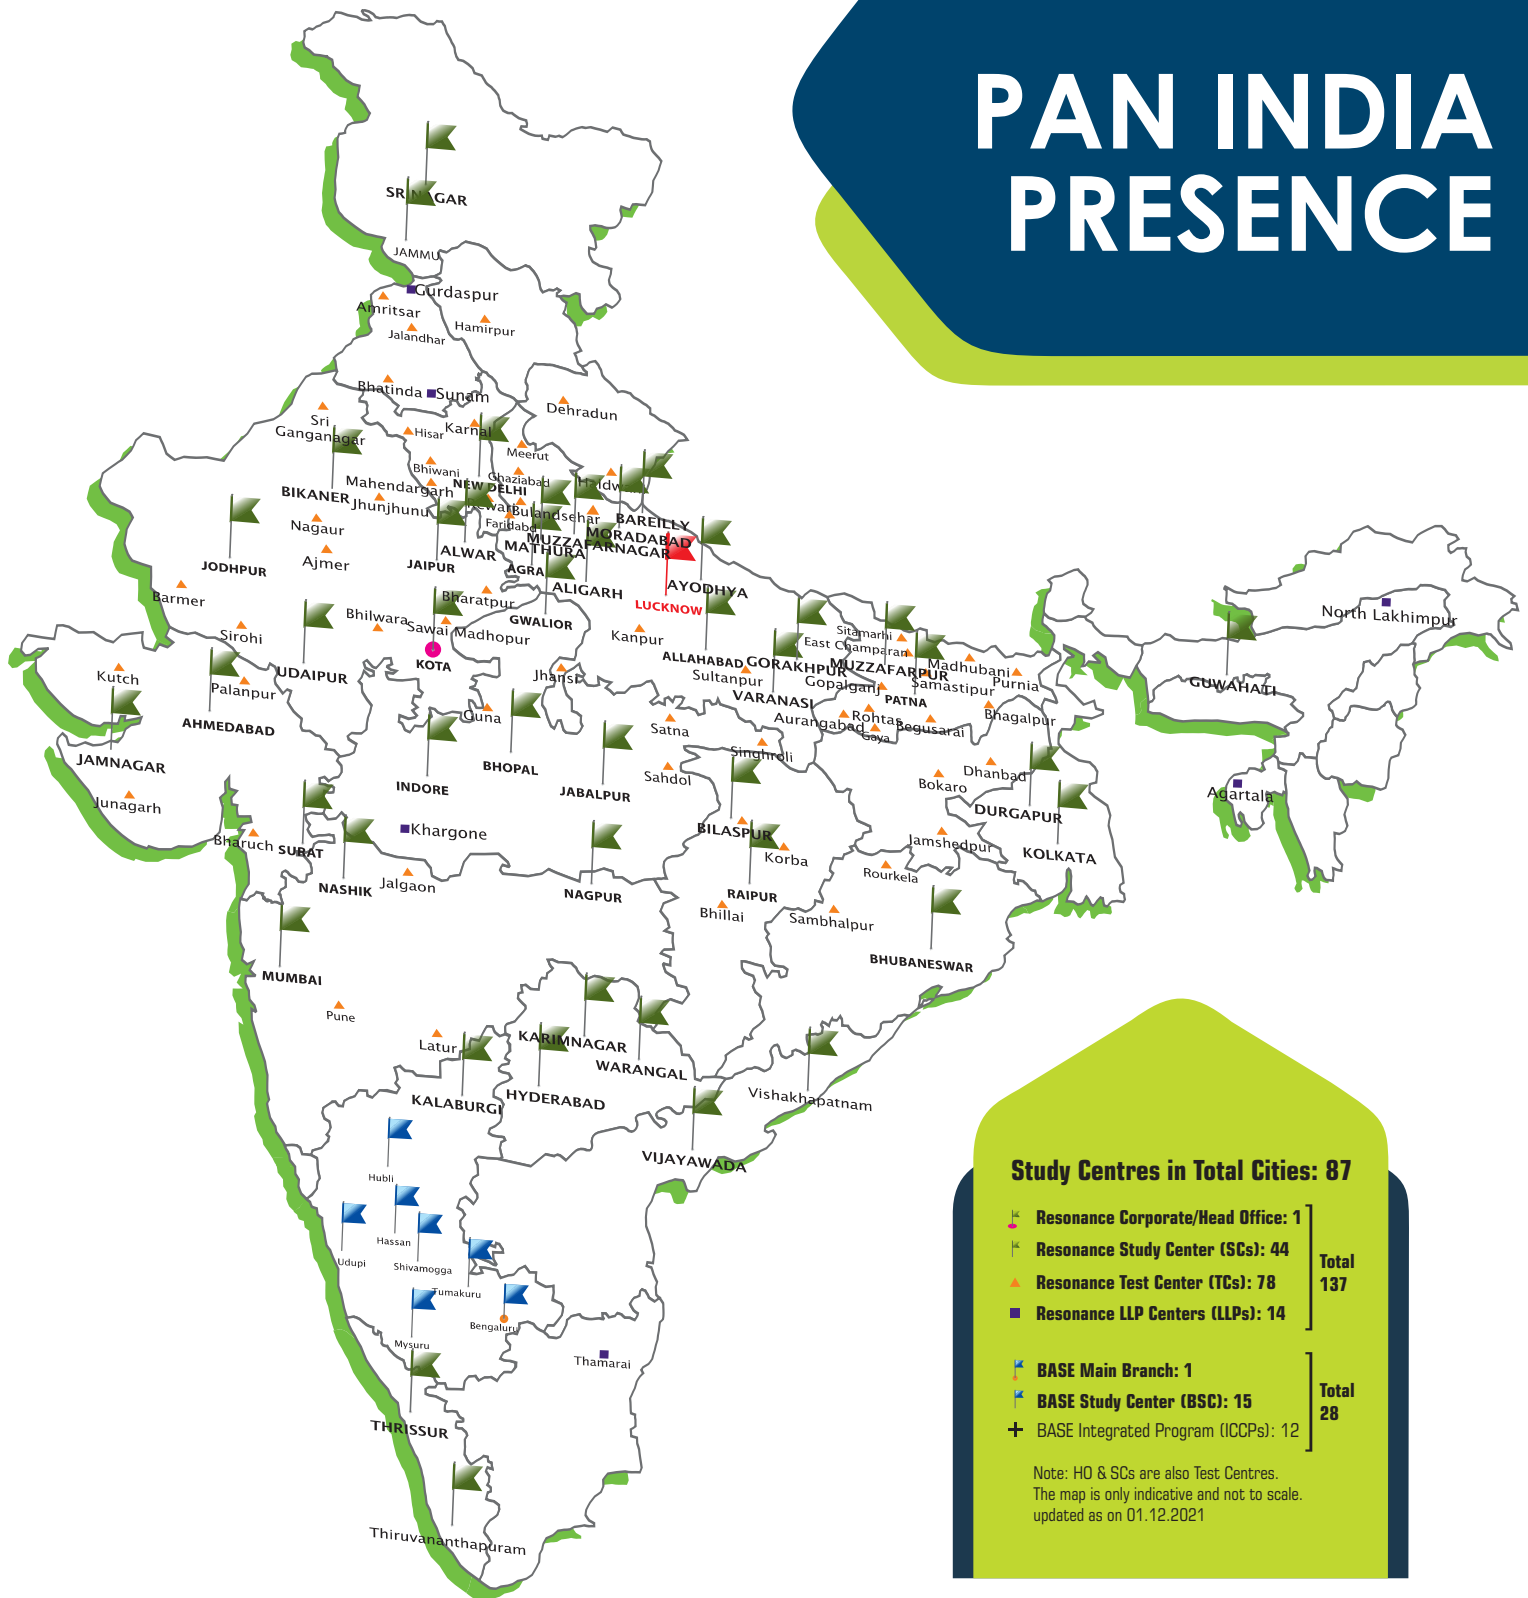 PAN INDIA
PRESENCE
SRINAGAR
JAMMU
Gurdaspur
Amritsar
Hamirpur
Jalandhar
Bhatinda
Sunam
Dehradun
Sri
Ganganagar
Hisar
Karnal
Meerut
Bhiwani
Ghaziabad
Haldwani
Mahendargarh
NEW DELHI
BIKANER
Jhunjhunu
Rewari
Bulandsehar
Nagaur
Faridabd
BAREILLY
MORADABAD
MUZZAFARNAGAR
ALWAR
MATHURA
Ajmer
JODHPUR
JAIPUR
AGRA
ALIGARH
AYODHYA
LUCKNOW
Barmer
Bharatpur
Bhilwara
Sawai Madhopur
GWALIOR
Sirohi
Kanpur
Sitamarhi
East Champaran
North Lakhimpur
KOTA
ALLAHABAD
GORAKHPUR
MUZZAFARPUR
Madhubani
Kutch
UDAIPUR
Jhansi
Sultanpur
Gopalganj
Samastipur
Purnia
GUWAHATI
Palanpur
VARANASI
PATNA
AHMEDABAD
Guna
Satna
Aurangabad
Rohtas
Gaya
Begusarai
Bhagalpur
JAMNAGAR
BHOPAL
Singhroli
Sahdol
Dhanbad
Bokaro
INDORE
JABALPUR
Junagarh
Agartala
DURGAPUR
Khargone
BILASPUR
Jamshedpur
Bharuch
SURAT
Korba
KOLKATA
NASHIK
Jalgaon
NAGPUR
RAIPUR
Rourkela
Bhillai
Sambhalpur
MUMBAI
BHUBANESWAR
Pune
Latur
KARIMNAGAR
WARANGAL
KALABURGI
HYDERABAD
Vishakhapatnam
VIJAYAWADA
Hubli
Hassan
Udupi
Shivamogga
Tumakuru
Bengaluru
Mysuru
Thamarai
THRISSUR
Thiruvananthapuram
Study Centres in Total Cities: 87
Resonance Corporate/Head Office: 1
Resonance Study Center (SCs): 44
Resonance Test Center (TCs): 78
Resonance LLP Centers (LLPs): 14
Total
137
BASE Main Branch: 1
BASE Study Center (BSC): 15
BASE Integrated Program (ICCPs): 12
Total
28
Note: HO & SCs are also Test Centres.
The map is only indicative and not to scale.
updated as on 01.12.2021